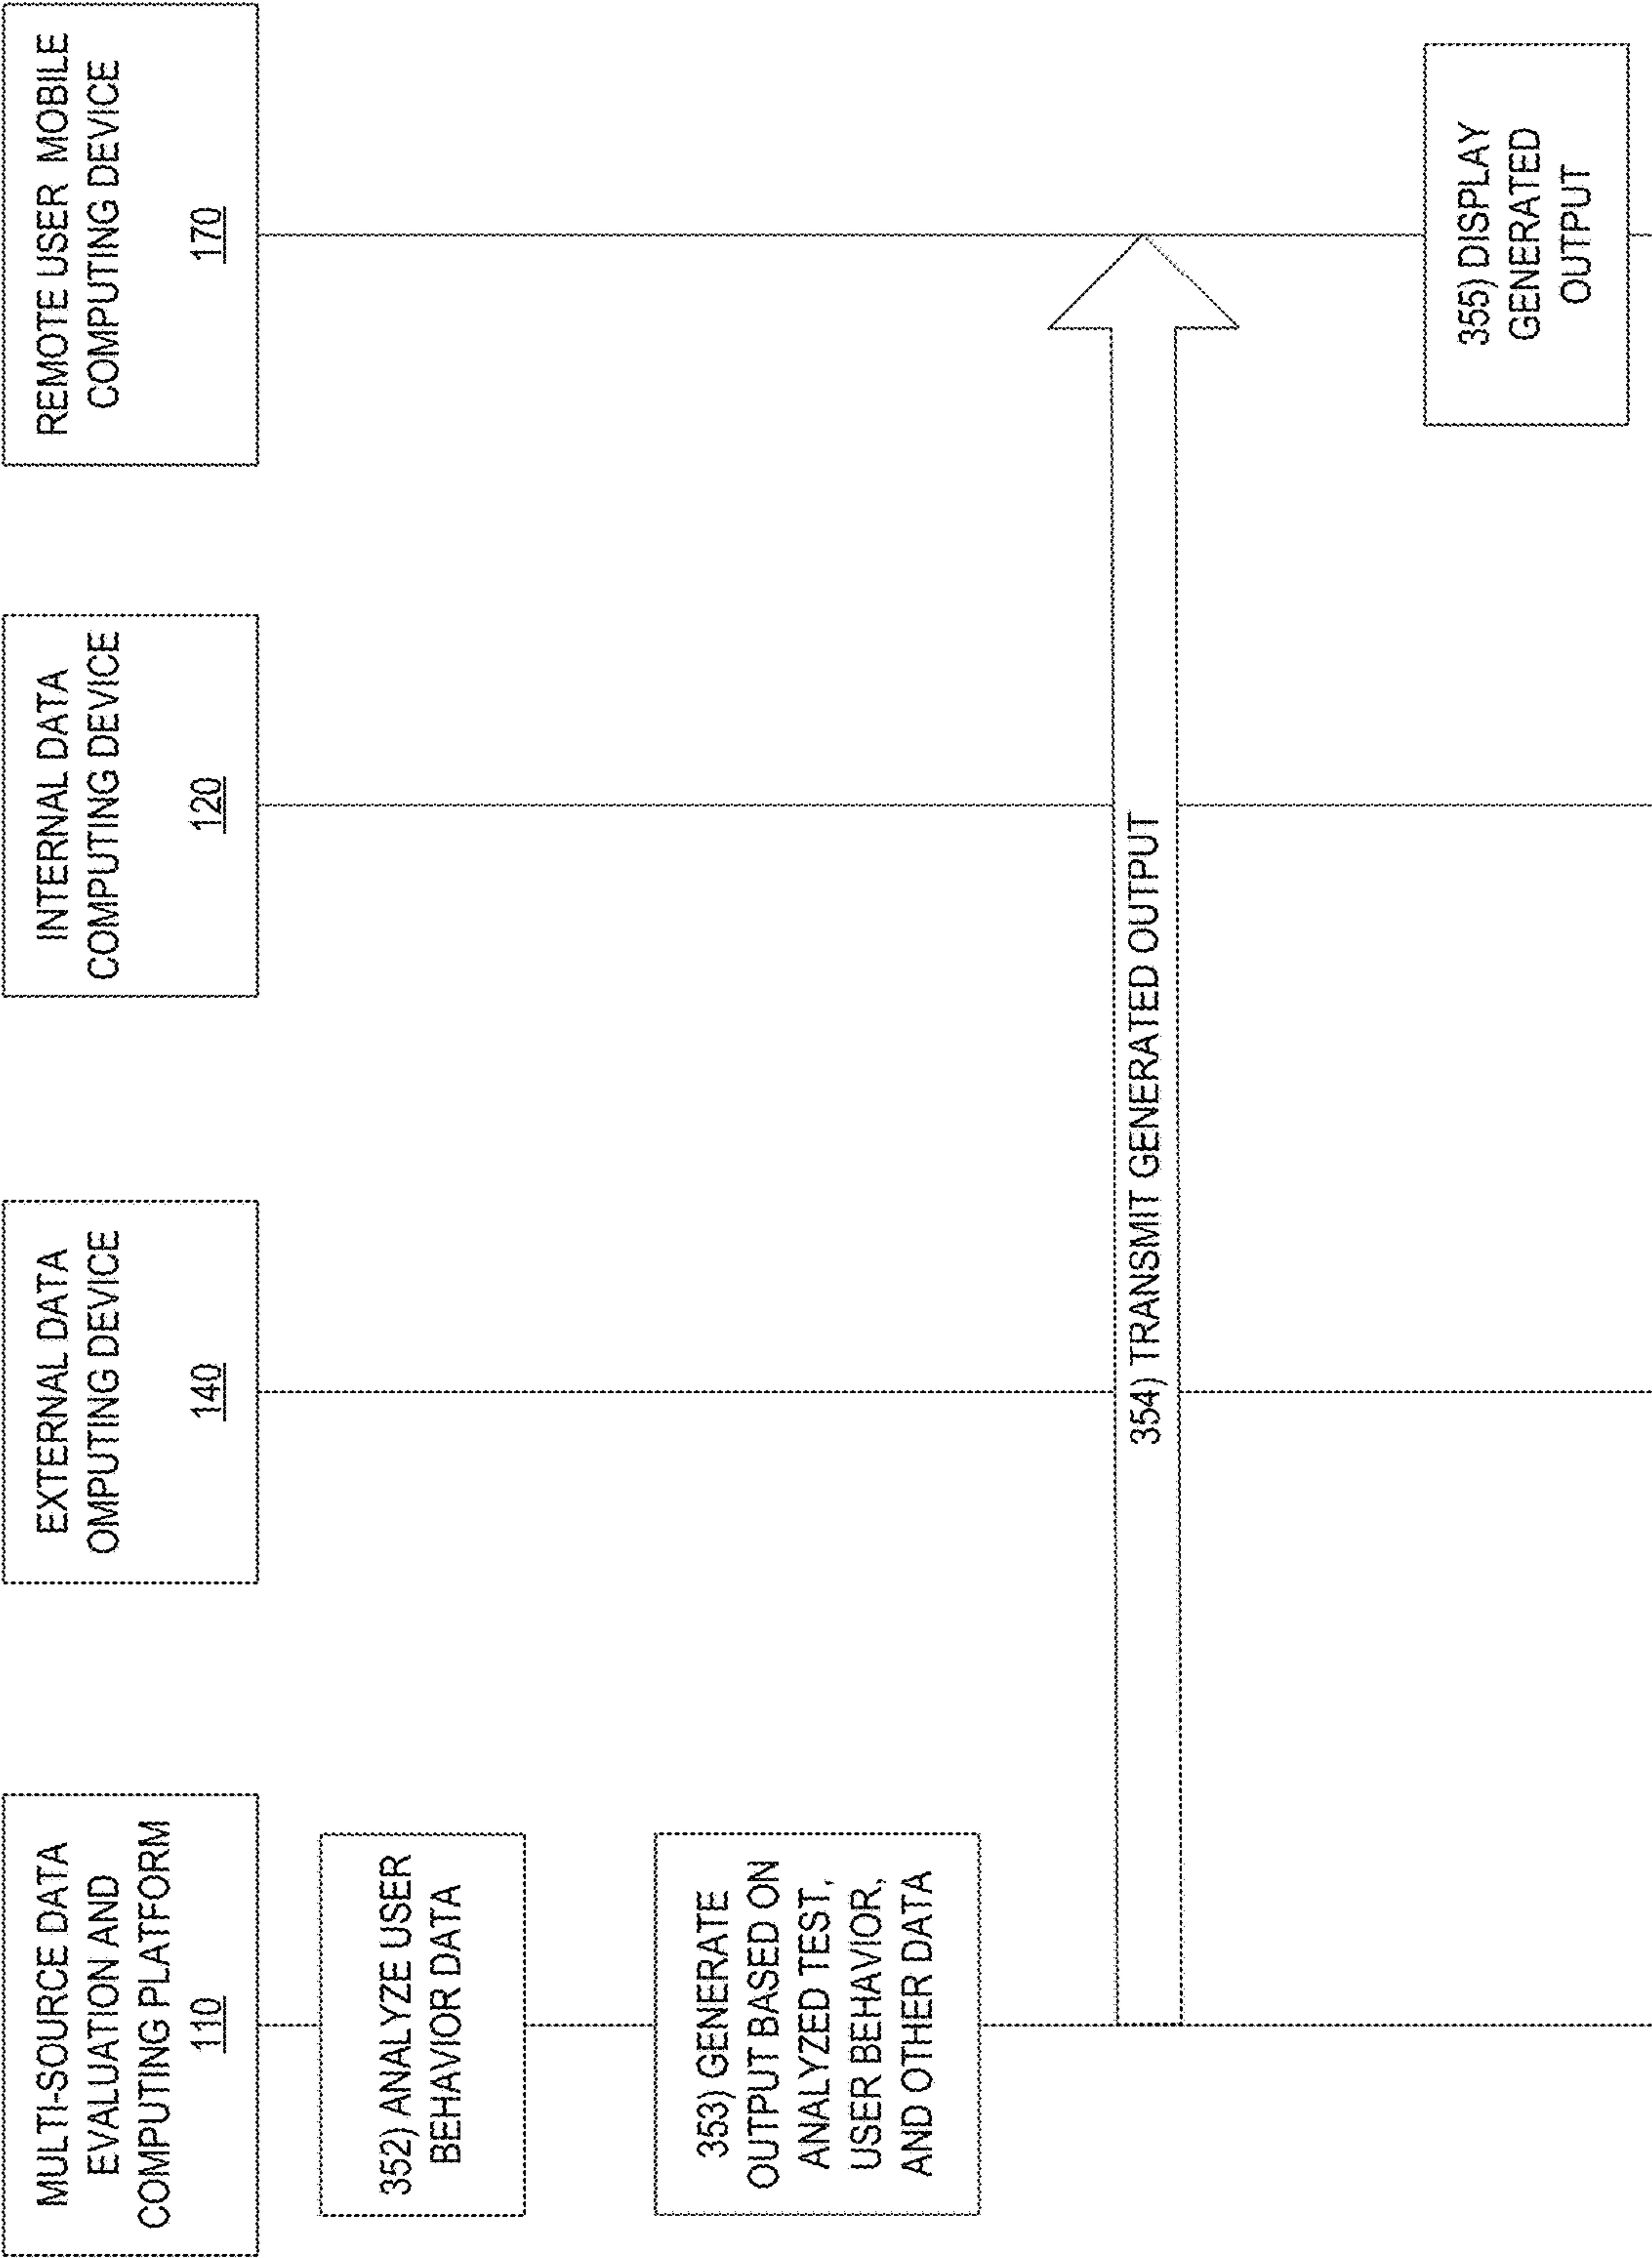 MULTI-SOURCE DATA
EVALUATION AND
COMPUTING PLATFORM
110
EXTERNAL DATA
OMPUTING DEVICE
140
INTERNAL DATA
COMPUTING DEVICE
120
REMOTE USER MOBILE
COMPUTING DEVICE
170
352) ANALYZE USER
BEHAVIOR DATA
353) GENERATE
OUTPUT BASED ON
ANALYZED TEST,
USER BEHAVIOR,
AND OTHER DATA
354) TRANSMIT GENERATED OUTPUT
355) DISPLAY
GENERATED
OUTPUT